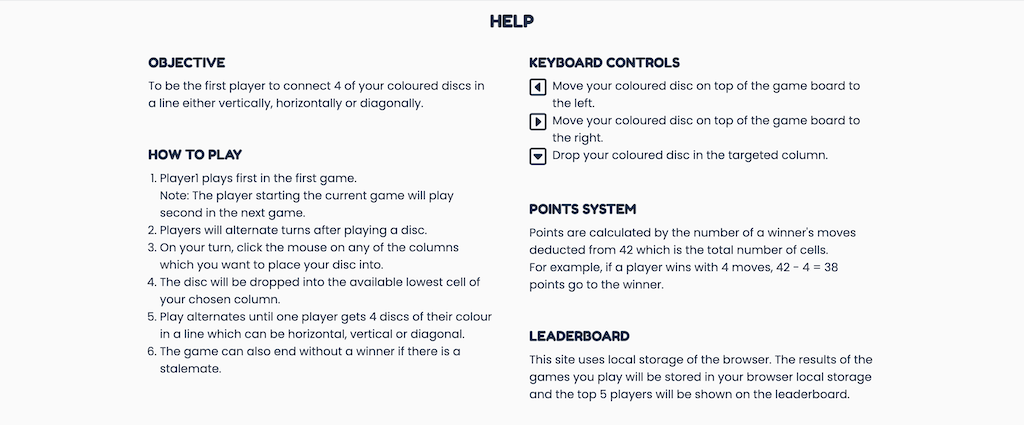 HELP
OBJECTIVE
To be the first player to connect 4 of your coloured discs in
a line either vertically, horizontally or diagonally.
HOW TO PLAY
1. Player1 plays first in the first game.
Note: The player starting the current game will play
second in the next game.
2. Players will alternate turns after playing a disc.
3. On your turn, click the mouse on any of the columns
which you want to place your disc into.
4. The disc will be dropped into the available lowest cell of
your chosen column.
5. Play alternates until one player gets 4 discs of their colour
in a line which can be horizontal, vertical or diagonal.
6. The game can also end without a winner if there is a
stalemate.
KEYBOARD CONTROLS
Move your coloured disc on top of the game board to
the left.
Move your coloured disc on top of the game board to
the right.
Drop your coloured disc in the targeted column.
POINTS SYSTEM
Points are calculated by the number of a winner's moves
deducted from 42 which is the total number of cells.
For example, if a player wins with 4 moves, 42 - 4 = 38
points go to the winner.
LEADERBOARD
This site uses local storage of the browser. The results of the
games you play will be stored in your browser local storage
and the top 5 players will be shown on the leaderboard.